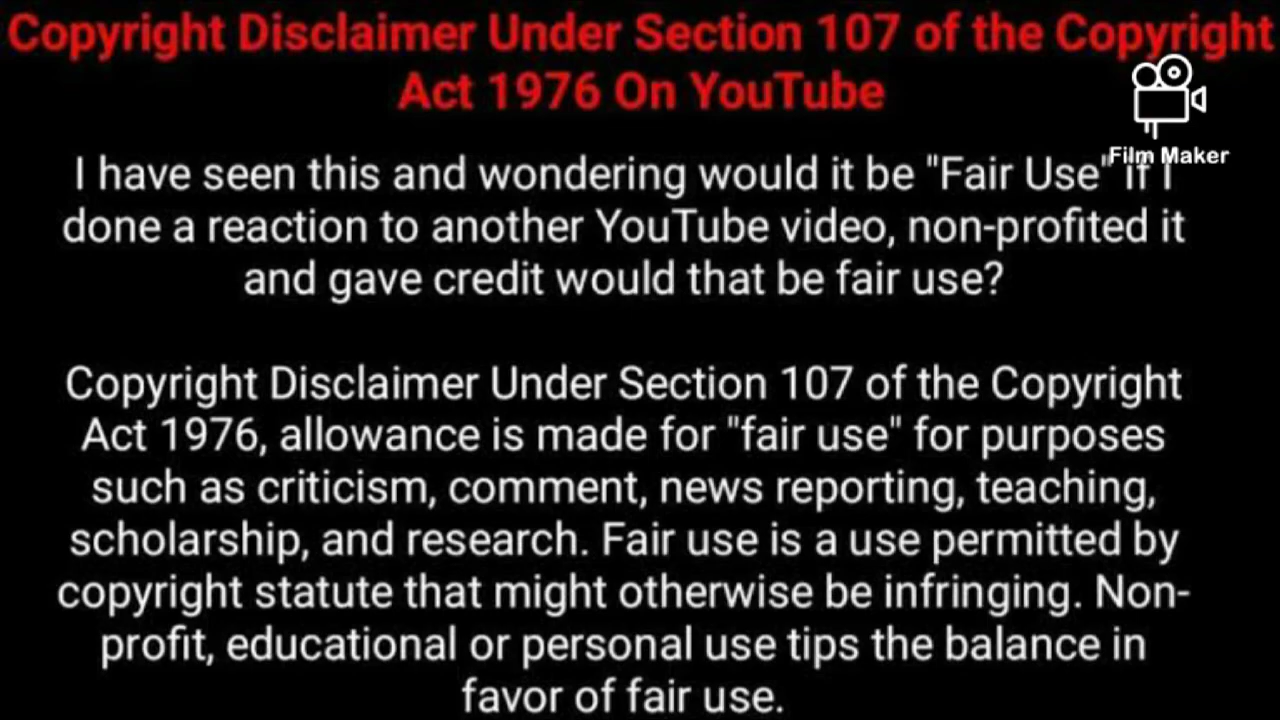 Copyright Disclaimer Under Section 107 of the Copyright
Act 1976 On YouTube
Film Maker
I have seen this and wondering would it be "Fair Use" if I
done a reaction to another YouTube video, non-profited it
and gave credit would that be fair use?
Copyright Disclaimer Under Section 107 of the Copyright
Act 1976, allowance is made for "fair use" for purposes
such as criticism, comment, news reporting, teaching,
scholarship, and research. Fair use is a use permitted by
copyright statute that might otherwise be infringing. Non-
profit, educational or personal use tips the balance in
favor of fair use.